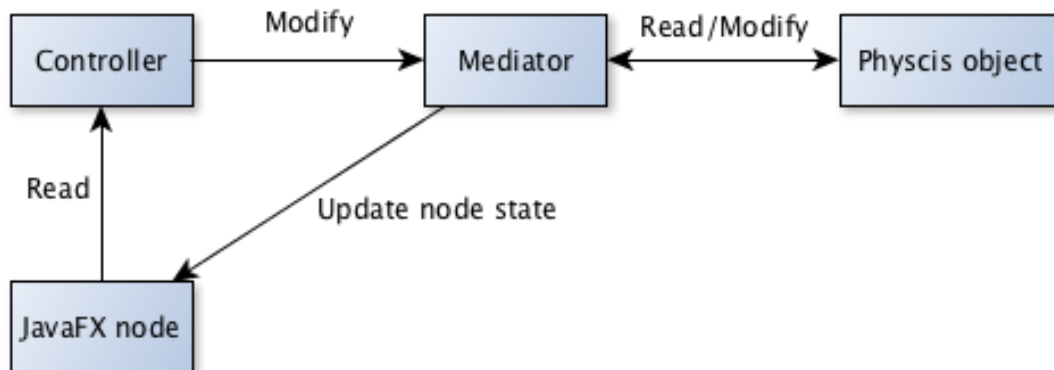 Modify
Read/Modify
Controller
Mediator
Physcis object
Read
Update node state
JavaFX node